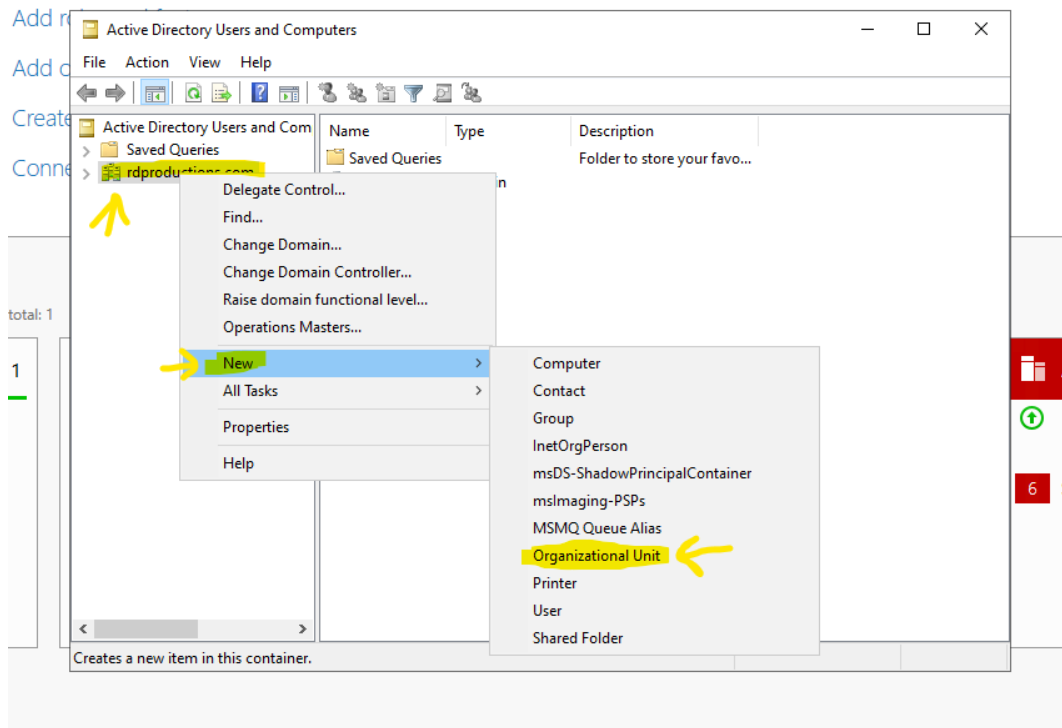 Add
Active Directory Users and Computers
Add
File Action View Help
Create
Active Directory Users and Com
Name Type Description
Saved Queries
Saved Queries Folder to store your favo...
rdproductions.com
n
Delegate Control...
Find...
Change Domain...
Change Domain Controller...
Raise domain functional level...
Operations Masters...
total: 1
New
Computer
1
All Tasks
Contact
Group
Properties
InetOrgPerson
Help
msDS-ShadowPrincipalContainer
msImaging-PSPs
6
MSMQ Queue Alias
Organizational Unit
Printer
User
Shared Folder
Creates a new item in this container.